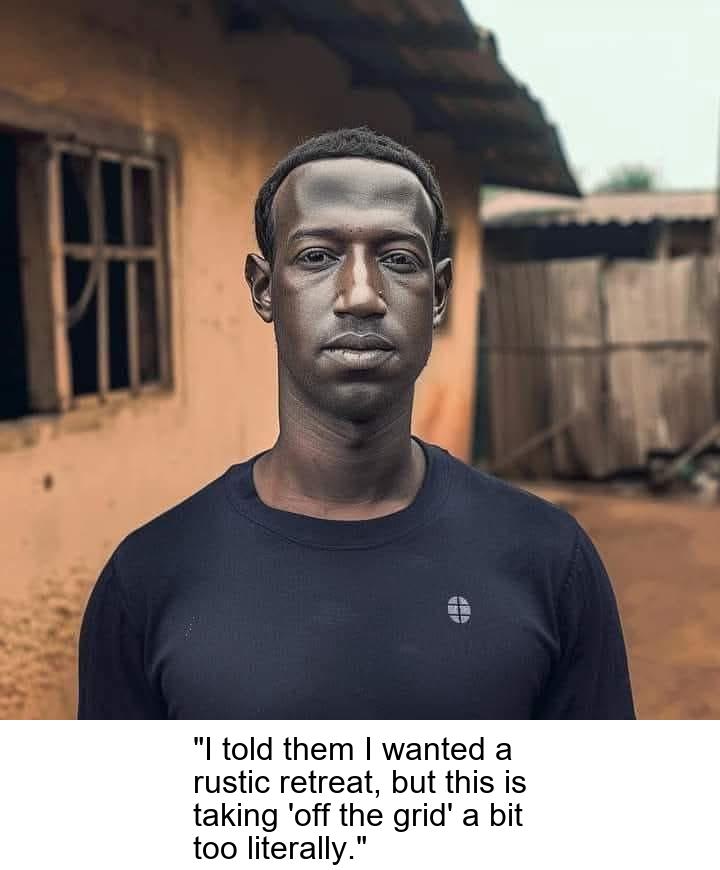 "I told them I wanted a
rustic retreat, but this is
taking 'off the grid' a bit
too literally."